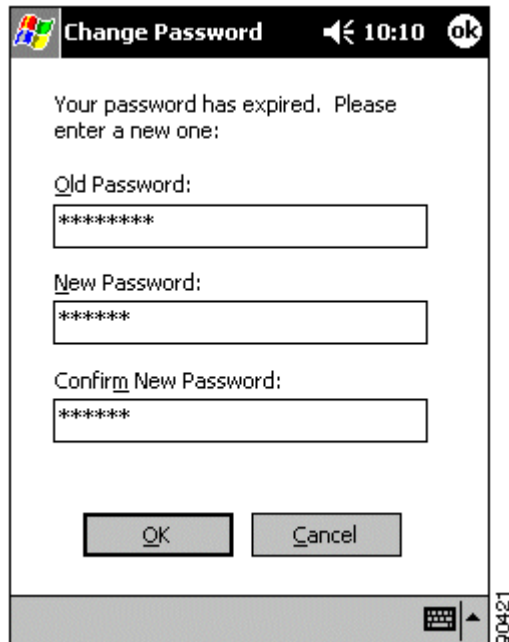 Change Password 10:10 ok
Your password has expired. Please
enter a new one:
Old Password:
********
New Password:
******
Confirm New Password:
******
OK Cancel
90421